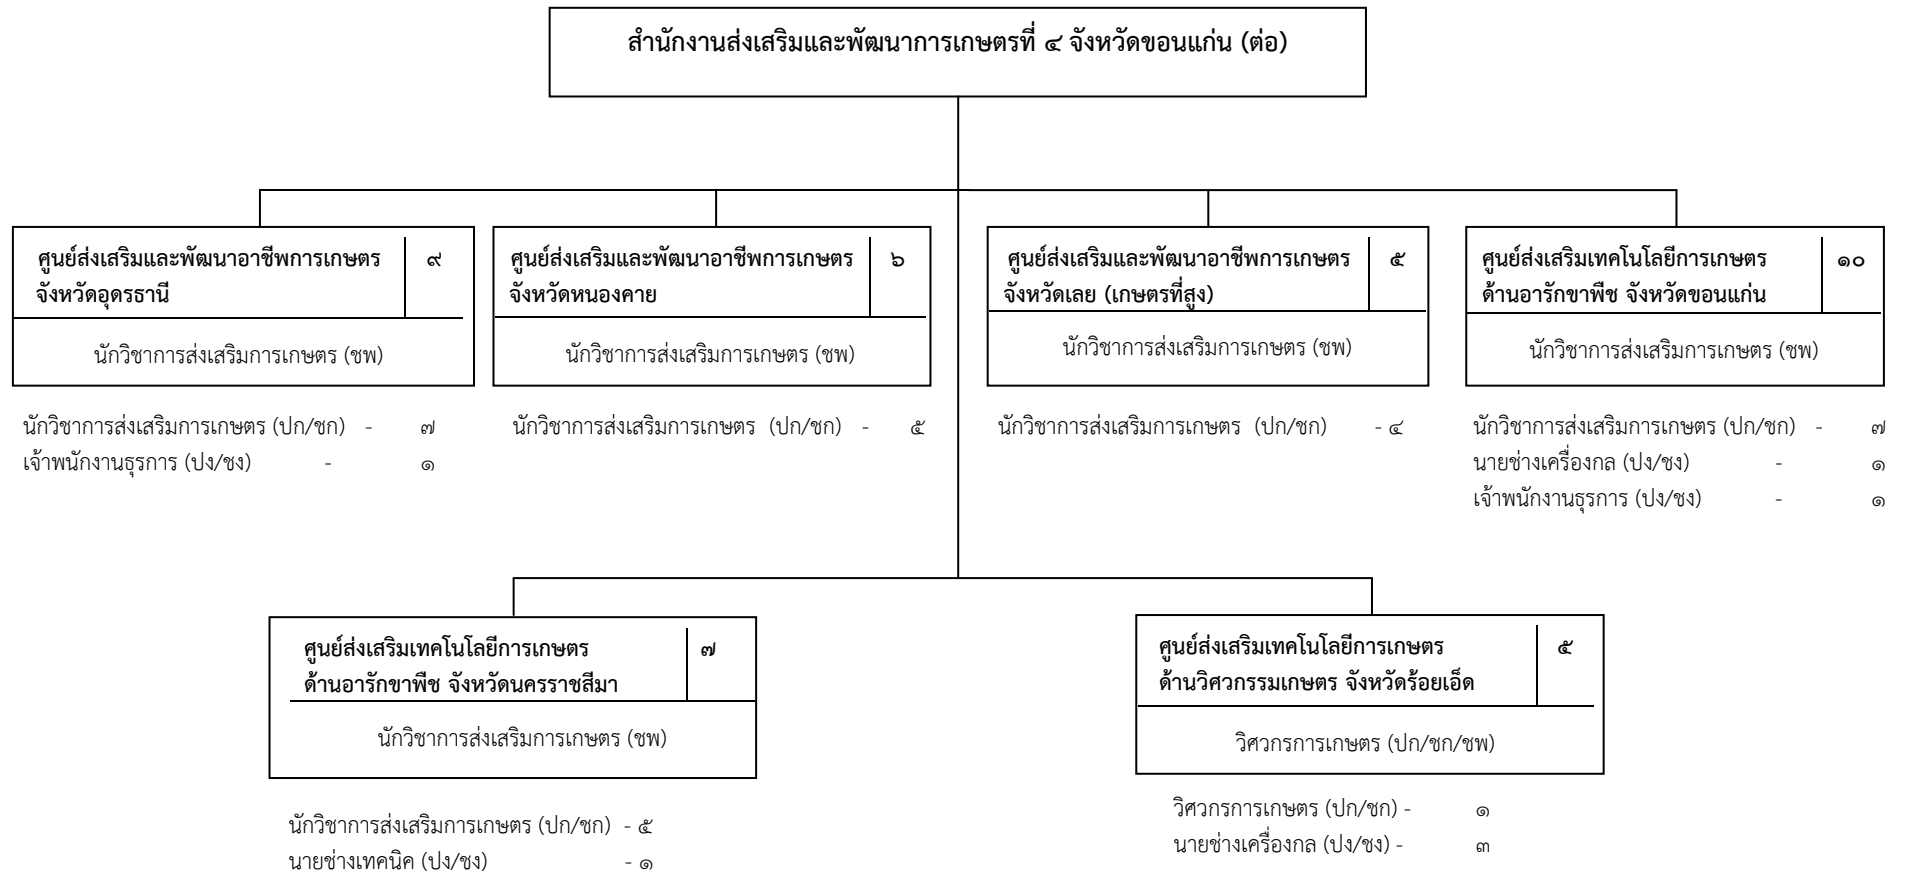 สำนักงานส่งเสริมและพัฒนาการเกษตรที่ ๔ จังหวัดขอนแก่น (ต่อ)
ศูนย์ส่งเสริมและพัฒนาอาชีพการเกษตร ๙
จังหวัดอุดรธานี
นักวิชาการส่งเสริมการเกษตร (ชพ)
นักวิชาการส่งเสริมการเกษตร (ปก/ชก) - ๗
เจ้าพนักงานธุรการ (ปง/ชง) - ๑
ศูนย์ส่งเสริมและพัฒนาอาชีพการเกษตร ๖
จังหวัดหนองคาย
นักวิชาการส่งเสริมการเกษตร (ชพ)
นักวิชาการส่งเสริมการเกษตร (ปก/ชก) - ๕
ศูนย์ส่งเสริมและพัฒนาอาชีพการเกษตร ๕
จังหวัดเลย (เกษตรที่สูง)
นักวิชาการส่งเสริมการเกษตร (ชพ)
นักวิชาการส่งเสริมการเกษตร (ปก/ชก) - ๔
ศูนย์ส่งเสริมเทคโนโลยีการเกษตร ๑๐
ด้านอารักขาพืช จังหวัดขอนแก่น
นักวิชาการส่งเสริมการเกษตร (ชพ)
นักวิชาการส่งเสริมการเกษตร (ปก/ชก) - ๗
นายช่างเครื่องกล (ปง/ชง) - ๑
เจ้าพนักงานธุรการ (ปง/ชง) - ๑
ศูนย์ส่งเสริมเทคโนโลยีการเกษตร ๗
ด้านอารักขาพืช จังหวัดนครราชสีมา
นักวิชาการส่งเสริมการเกษตร (ชพ)
นักวิชาการส่งเสริมการเกษตร (ปก/ชก) - ๕
นายช่างเทคนิค (ปง/ชง) - ๑
ศูนย์ส่งเสริมเทคโนโลยีการเกษตร ๕
ด้านวิศวกรรมเกษตร จังหวัดร้อยเอ็ด
วิศวกรการเกษตร (ปก/ชก/ชพ)
วิศวกรการเกษตร (ปก/ชก) - ๑
นายช่างเครื่องกล (ปง/ชง) - ๓